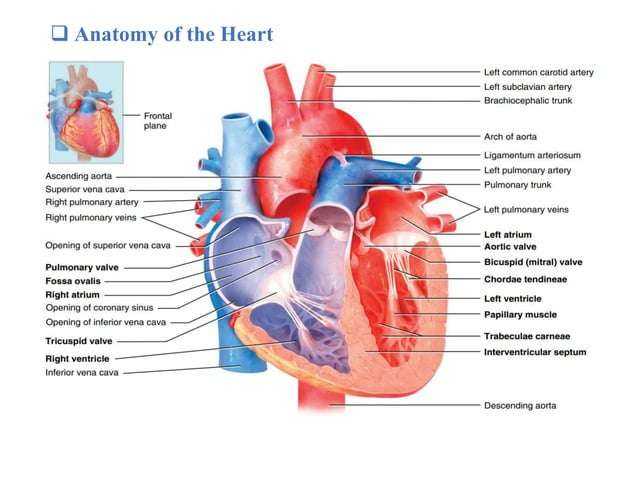 ❑ Anatomy of the Heart
Frontal
plane
Ascending aorta
Superior vena cava
Right pulmonary artery
Right pulmonary veins
Opening of superior vena cava
Pulmonary valve
Fossa ovalis
Right atrium
Opening of coronary sinus
Opening of inferior vena cava
Tricuspid valve
Right ventricle
Inferior vena cava
Left common carotid artery
Left subclavian artery
Brachiocephalic trunk
Arch of aorta
Ligamentum arteriosum
Left pulmonary artery
Pulmonary trunk
Left pulmonary veins
Left atrium
Aortic valve
Bicuspid (mitral) valve
Chordae tendineae
Left ventricle
Papillary muscle
Trabeculae carneae
Interventricular septum
Descending aorta